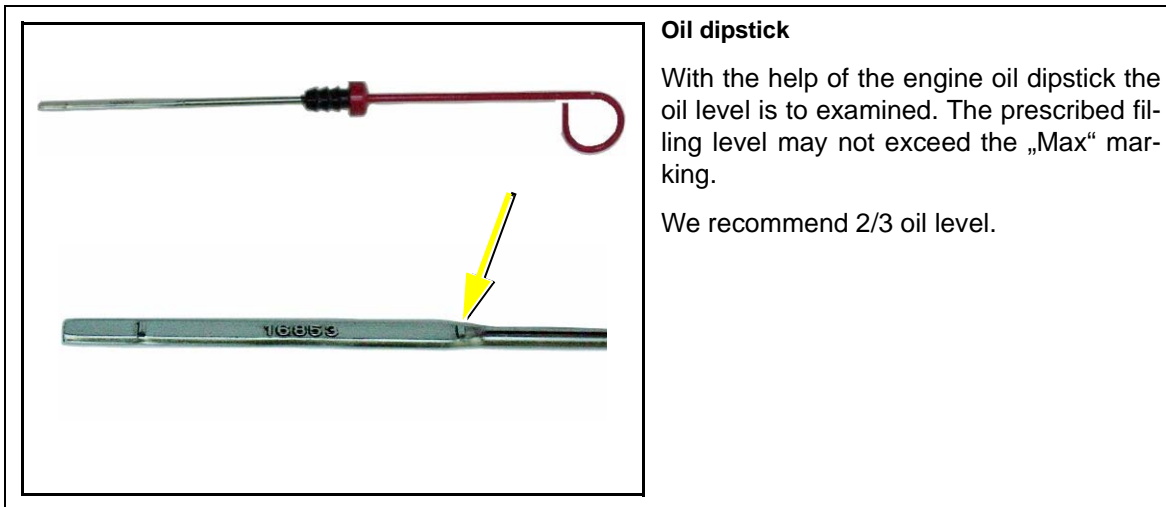 Oil dipstick
With the help of the engine oil dipstick the
oil level is to examined. The prescribed fil-
ling level may not exceed the „Max“ mar-
king.
We recommend 2/3 oil level.
16853